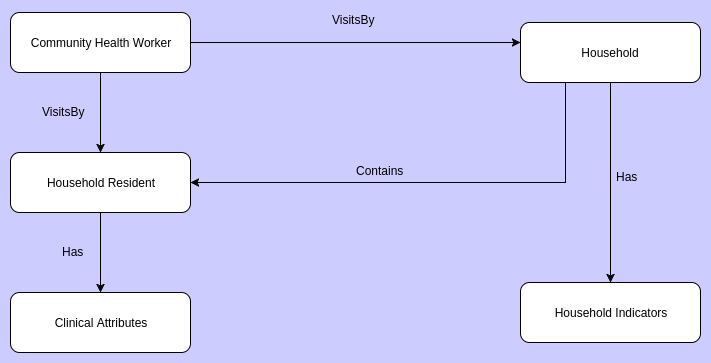 VisitsBy
Community Health Worker
Household
VisitsBy
Contains
Household Resident
Has
Has
Clinical Attributes
Household Indicators